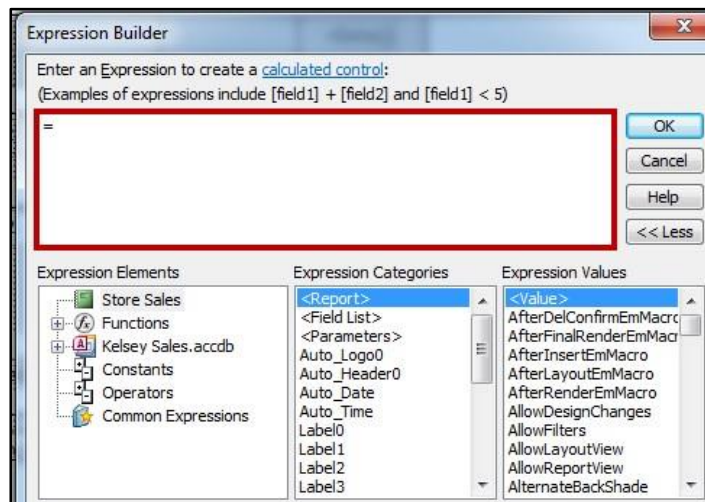 Expression Builder
X
Enter an Expression to create a calculated control:
(Examples of expressions include [field1] + [field2] and [field1] < 5)
=
OK
Cancel
Help
<< Less
Expression Elements
Store Sales
Functions
Kelsey Sales.accdb
Constants
Operators
Common Expressions
Expression Categories
<Report>
<Field List>
<Parameters>
Auto_Logo0
Auto_Header0
Auto_Date
Auto_Time
Label0
Label1
Label2
Label3
Expression Values
<Value>
AfterDelConfirmEmMacro
AfterFinalRenderEmMacr
AfterInsertEmMacro
AfterLayoutEmMacro
AfterRenderEmMacro
AllowDesignChanges
AllowFilters
AllowLayoutView
AllowReportView
AlternateBackShade